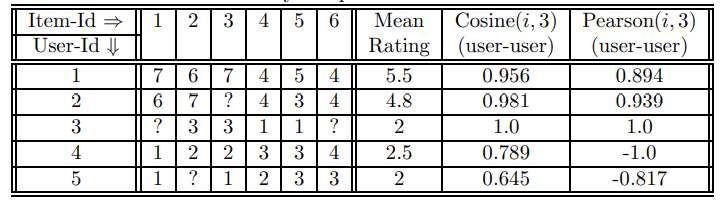 Item-Id ⇒ 1 2 3 4 5 6 Mean Cosine(i, 3) Pearson(i, 3)
User-Id ⇓ Rating (user-user) (user-user)
1 7 6 7 4 5 4 5.5 0.956 0.894
2 6 7 ? 4 3 4 4.8 0.981 0.939
3 ? 3 3 1 1 ? 2 1.0 1.0
4 1 2 2 3 3 4 2.5 0.789 -1.0
5 1 ? 1 2 3 3 2 0.645 -0.817